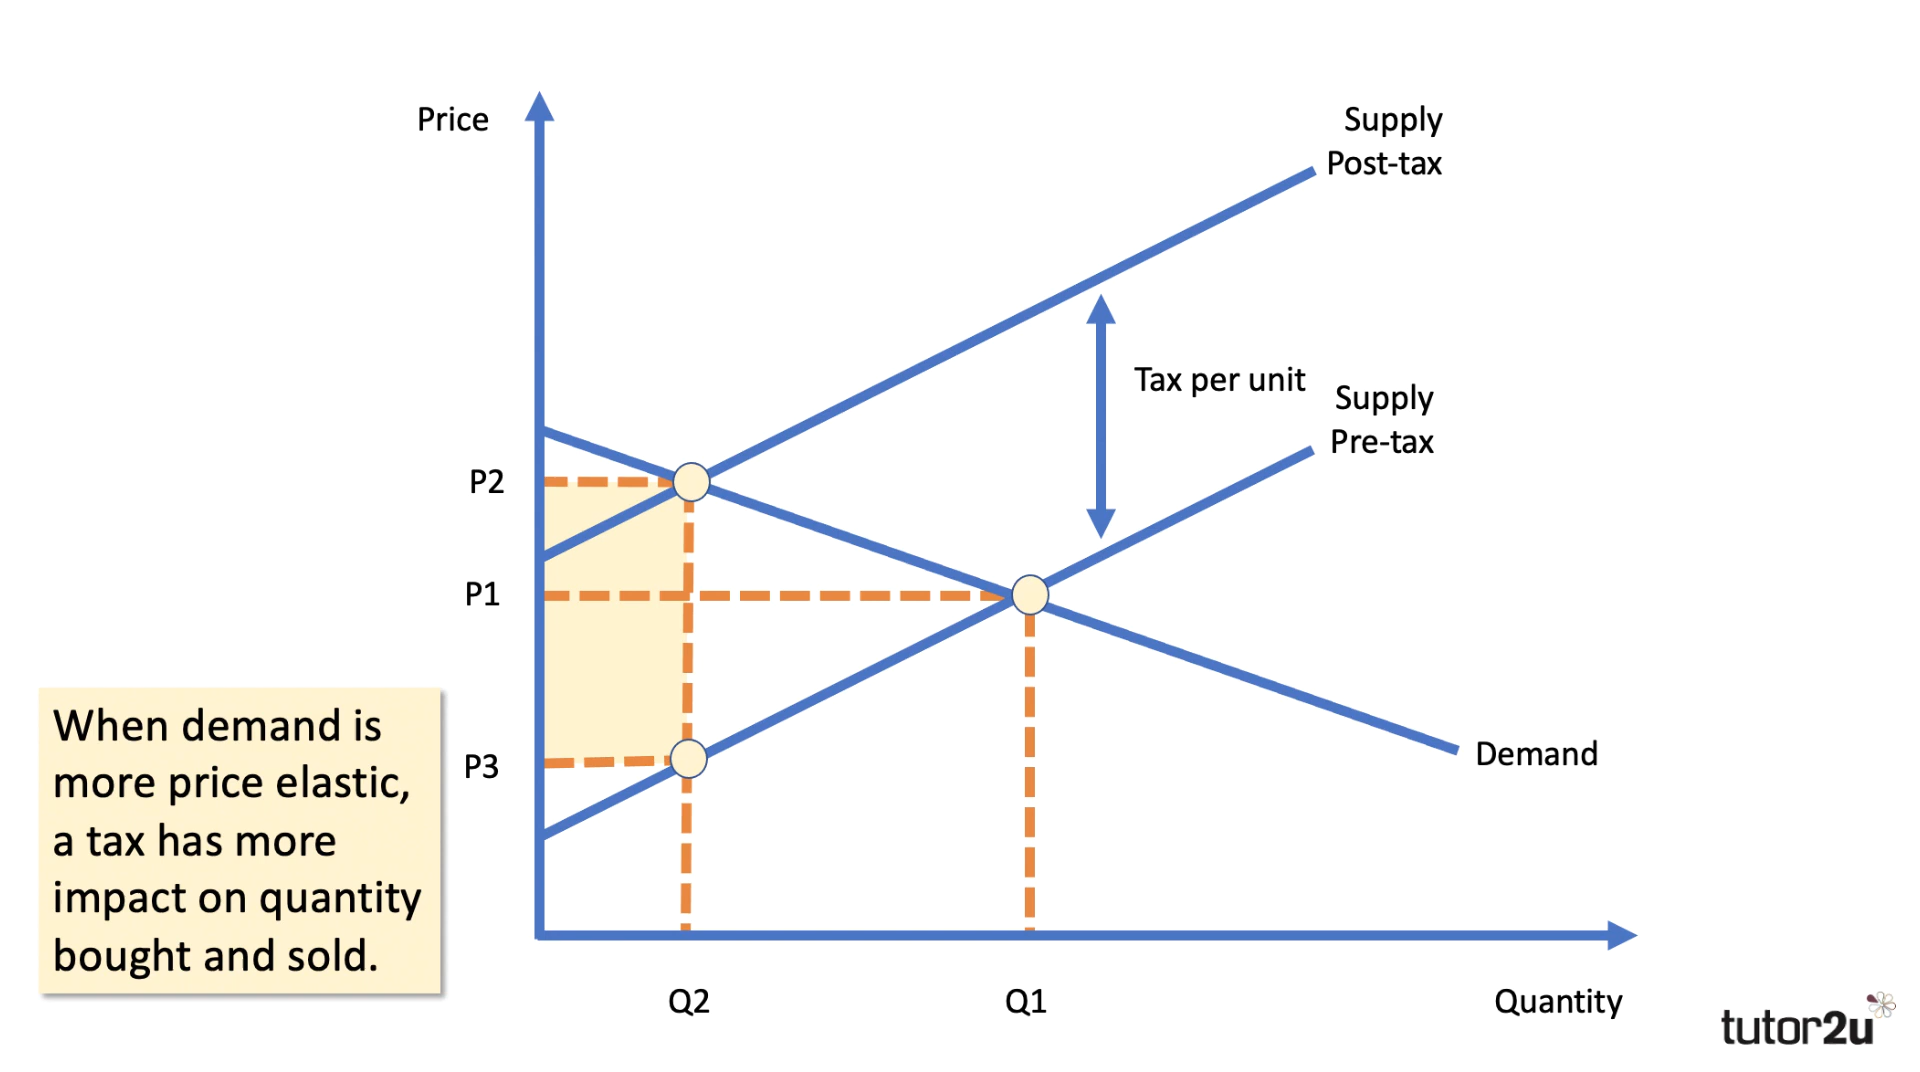 Price
Supply
Post-tax
Tax per unit
Supply
Pre-tax
P2
P1
P3
When demand is
more price elastic,
a tax has more
impact on quantity
bought and sold.
Demand
Q2
Q1
Quantity
tutor2u